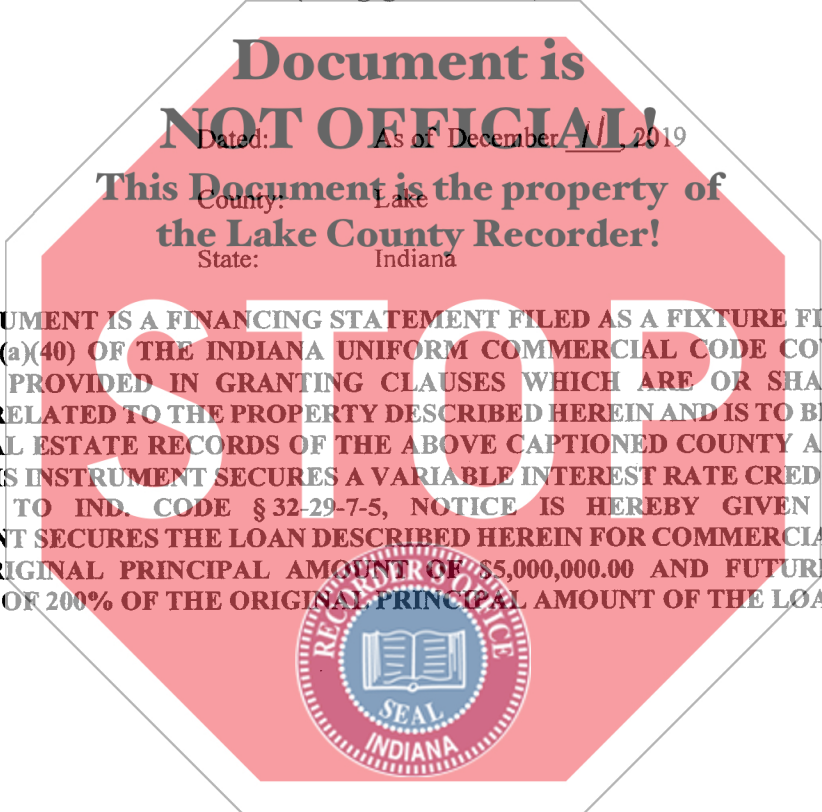 Document is
NOT OFFICIAL!
Dated: As of December 11, 2019
This Document is the property of
County: Lake
the Lake County Recorder!
State: Indiana
STOP
UMENT IS A FINANCING STATEMENT FILED AS A FIXTURE FI
(a)(40) OF THE INDIANA UNIFORM COMMERCIAL CODE CO
PROVIDED IN GRANTING CLAUSES WHICH ARE OR SHA
RELATED TO THE PROPERTY DESCRIBED HEREIN AND IS TO B
AL ESTATE RECORDS OF THE ABOVE CAPTIONED COUNTY A
S INSTRUMENT SECURES A VARIABLE INTEREST RATE CRED
TO IND. CODE § 32-29-7-5, NOTICE IS HEREBY GIVEN
NT SECURES THE LOAN DESCRIBED HEREIN FOR COMMERCIA
RIGINAL PRINCIPAL AMOUNT OF $5,000,000.00 AND FUTUR
OF 200% OF THE ORIGINAL PRINCIPAL AMOUNT OF THE LOA
RECORDER'S OFFICE
SEAL
INDIANA